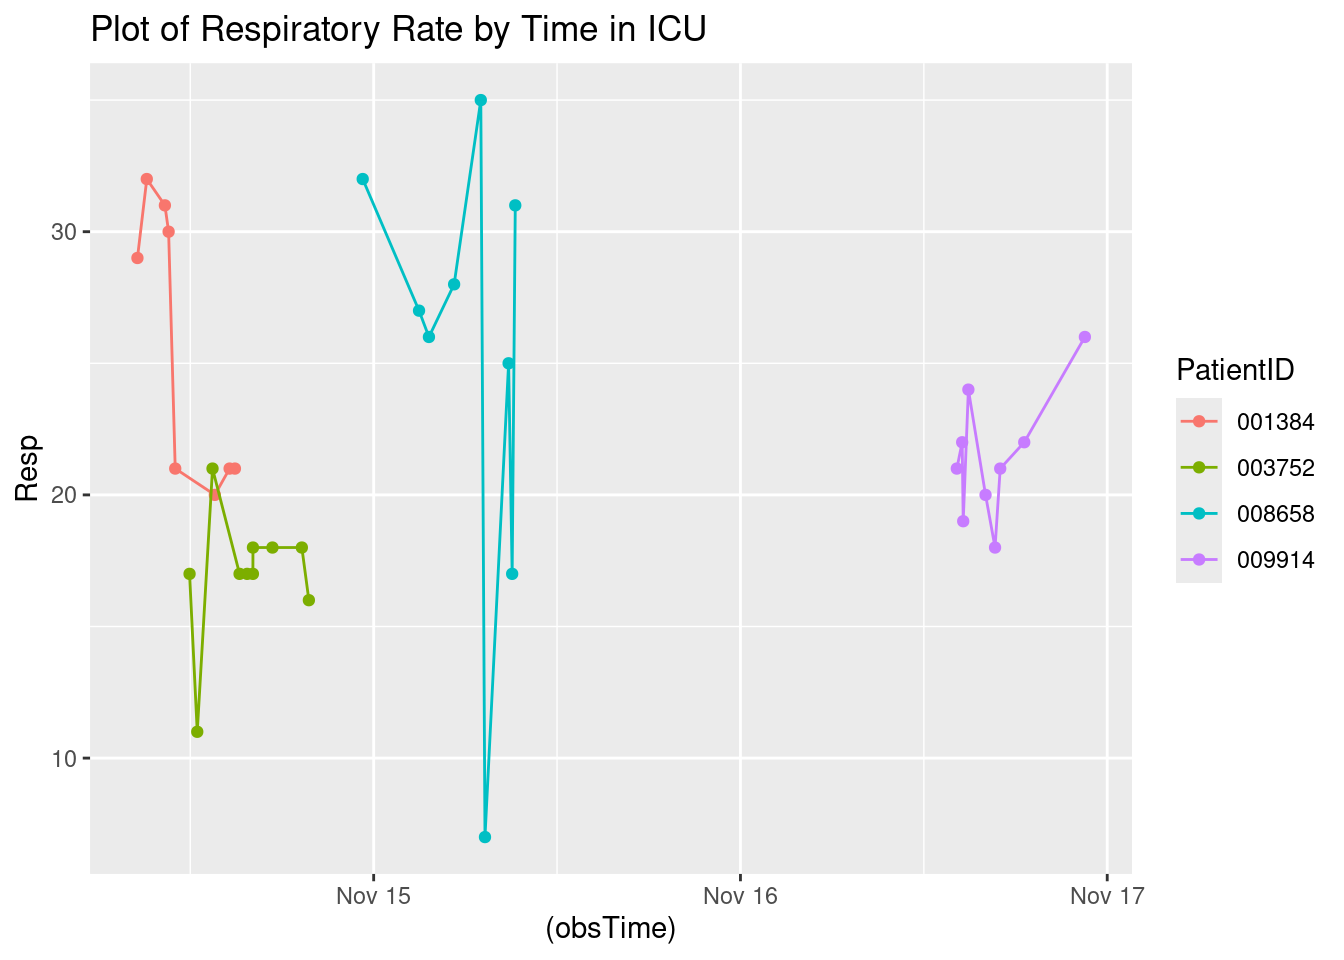 Plot of Respiratory Rate by Time in ICU
Resp
30
20
10
Nov 15
Nov 16
Nov 17
(obsTime)
PatientID
001384
003752
008658
009914